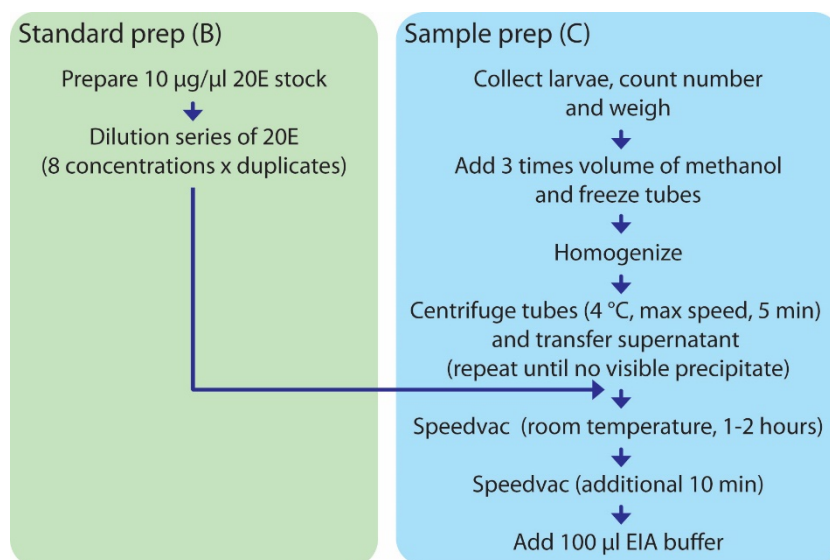 Standard prep (B)
Prepare 10 µg/µl 20E stock
Dilution series of 20E
(8 concentrations x duplicates)
Sample prep (C)
Collect larvae, count number
and weigh
Add 3 times volume of methanol
and freeze tubes
Homogenize
Centrifuge tubes (4 °C, max speed, 5 min)
and transfer supernatant
(repeat until no visible precipitate)
Speedvac (room temperature, 1-2 hours)
Speedvac (additional 10 min)
Add 100 µl EIA buffer